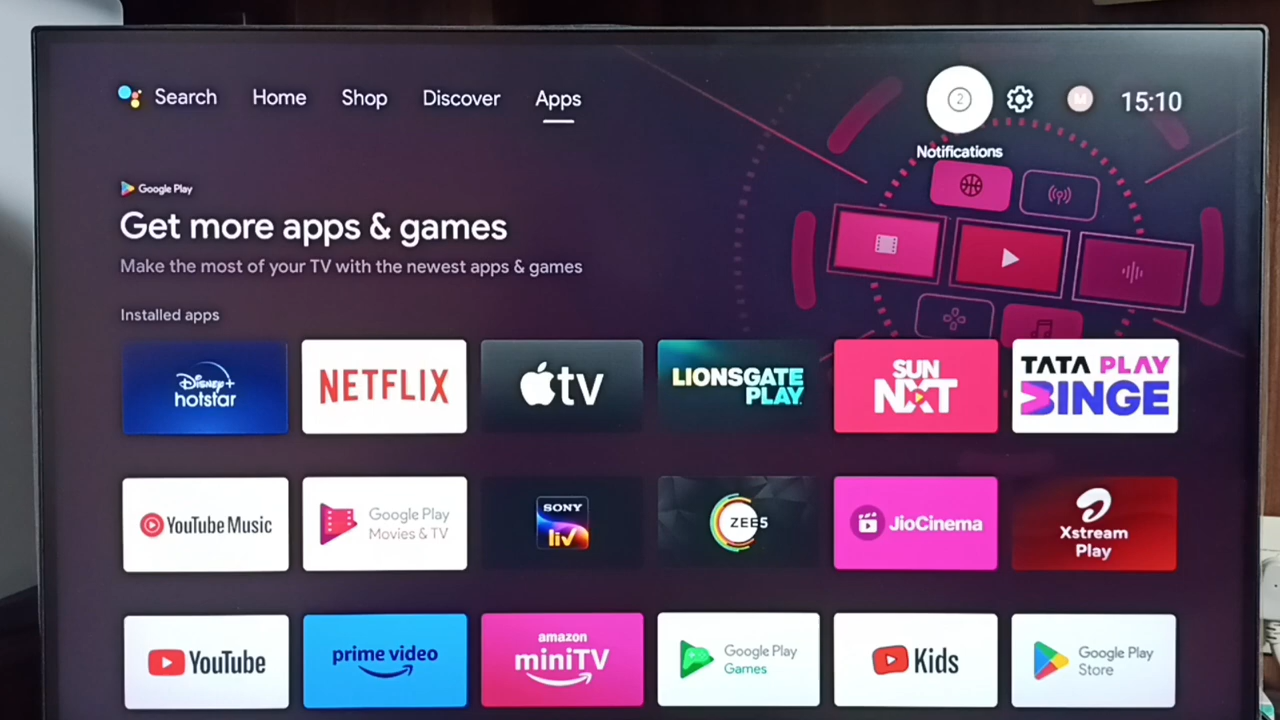 Search Home Shop Discover Apps 2 M 15:10
Notifications
Google Play
Get more apps & games
Make the most of your TV with the newest apps & games
Installed apps
Disney+
hotstar
NETFLIX
tv
LIONSGATE
PLAY
SUN
NXT
TATA PLAY
BINGE
YouTube Music
Google Play
Movies & TV
SONY
liv
ZEE5
JioCinema
Xstream
Play
YouTube
prime video
amazon
miniTV
Google Play
Games
Kids
Google Play
Store